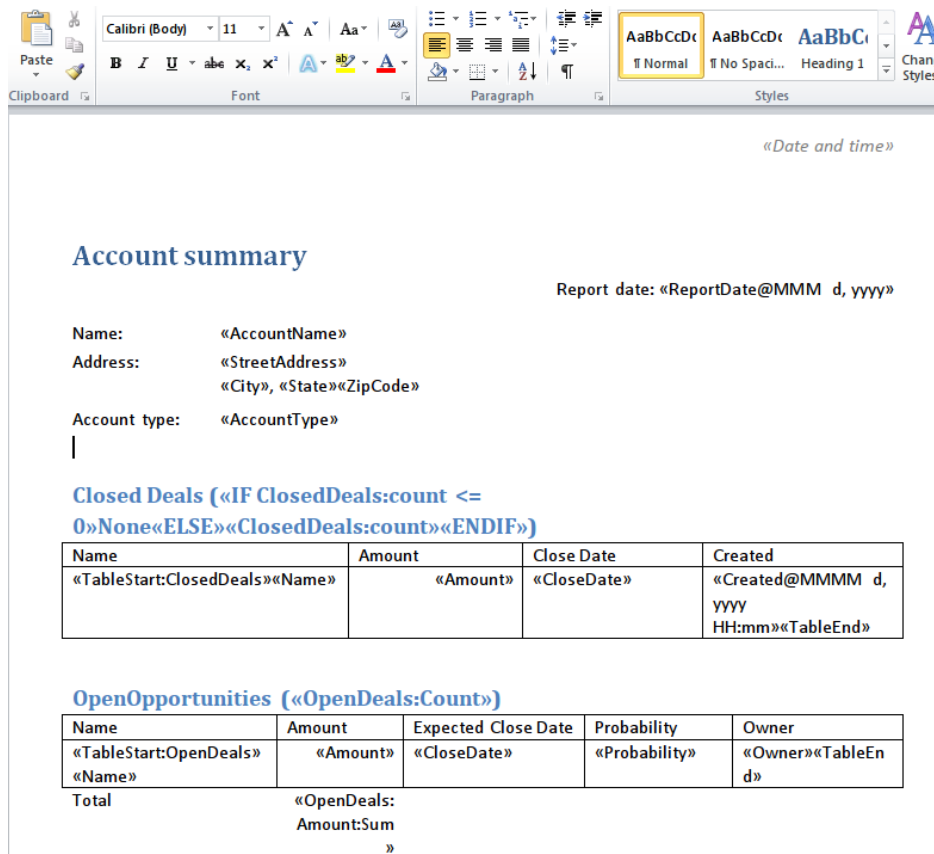 Calibri (Body) 11 A A Aa
Paste B I U abc X₂ X² A ab A
AaBbCcDc AaBbCcDc AaBbC
¶ Normal ¶ No Spaci... Heading 1
Chan
Styles
Clipboard Font Paragraph Styles
«Date and time»
Account summary
Report date: «ReportDate@MMM d, yyyy»
Name: «AccountName»
Address: «StreetAddress»
«City», «State»«ZipCode»
Account type: «AccountType»
Closed Deals («IF ClosedDeals:count <=
0»None«ELSE»«ClosedDeals:count»«ENDIF»)
Name Amount Close Date Created
«TableStart:ClosedDeals»«Name» «Amount» «CloseDate» «Created@MMMM d,
yyyy
HH:mm»«TableEnd»
OpenOpportunities («OpenDeals:Count»)
Name Amount Expected Close Date Probability Owner
«TableStart:OpenDeals» «Amount» «CloseDate» «Probability» «Owner»«TableEn
«Name» d»
Total «OpenDeals:
Amount:Sum
»